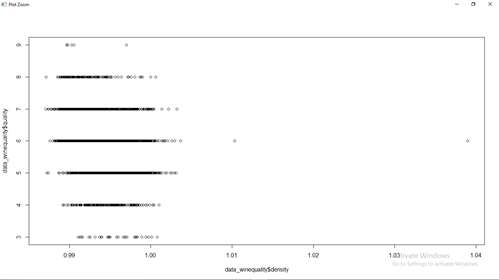 Plot Zoom
data_winequality$quality
9
8
7
6
5
4
3
0.99 1.00 1.01 1.02 1.03 1.04
Activate Windows
Go to Settings to activate Windows.
data_winequality$density